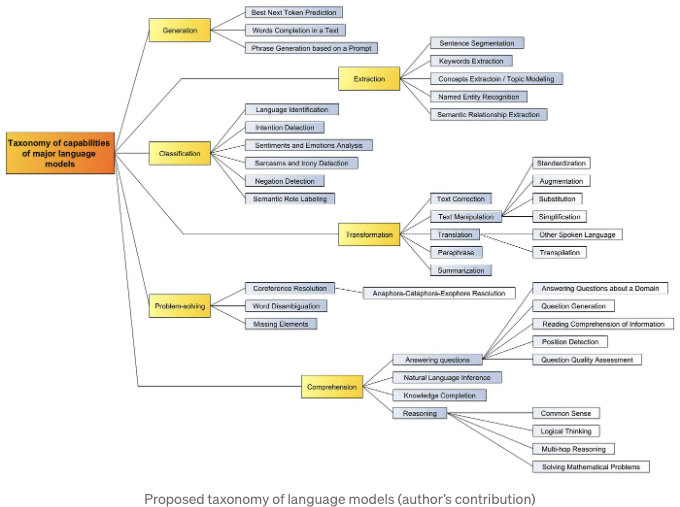 Taxonomy of capabilities
of major language
models
Generation
Best Next Token Prediction
Words Completion in a Text
Phrase Generation based on a Prompt
Extraction
Sentence Segmentation
Keywords Extraction
Concepts Extractoin / Topic Modeling
Named Entity Recognition
Semantic Relationship Extraction
Classification
Language Identification
Intention Detection
Sentiments and Emotions Analysis
Sarcasms and Irony Detection
Negation Detection
Semantic Role Labeling
Transformation
Text Correction
Text Manipulation
Standardization
Augmentation
Substitution
Simplification
Translation
Other Spoken Language
Transpilation
Paraphrase
Summarization
Problem-solving
Coreference Resolution
Anaphore-Cataphore-Exophore Resolution
Word Disambiguation
Missing Elements
Comprehension
Answering questions
Answering Questions about a Domain
Question Generation
Reading Comprehension of Information
Position Detection
Question Quality Assessment
Natural Language Inference
Knowledge Completion
Reasoning
Common Sense
Logical Thinking
Multi-hop Reasoning
Solving Mathematical Problems
Proposed taxonomy of language models (author's contribution)